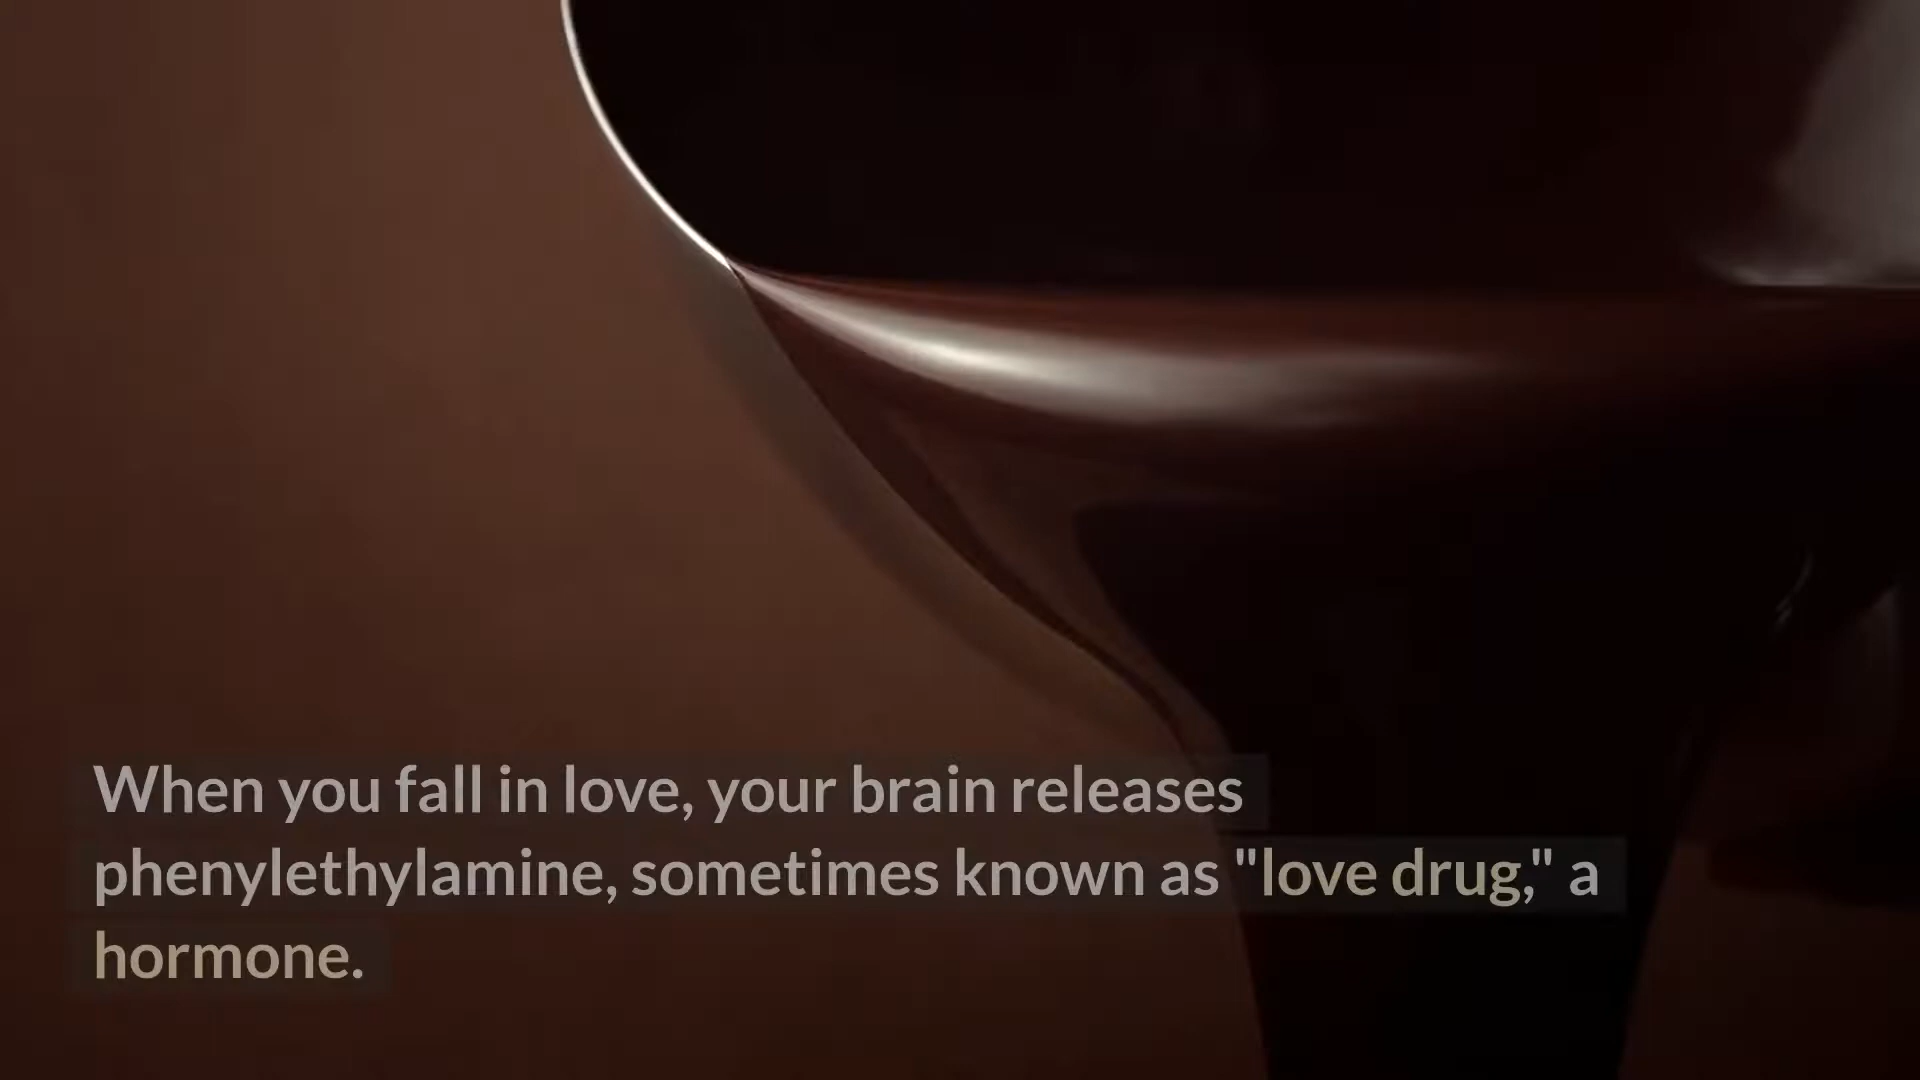 When you fall in love, your brain releases
phenylethylamine, sometimes known as "love drug," a
hormone.